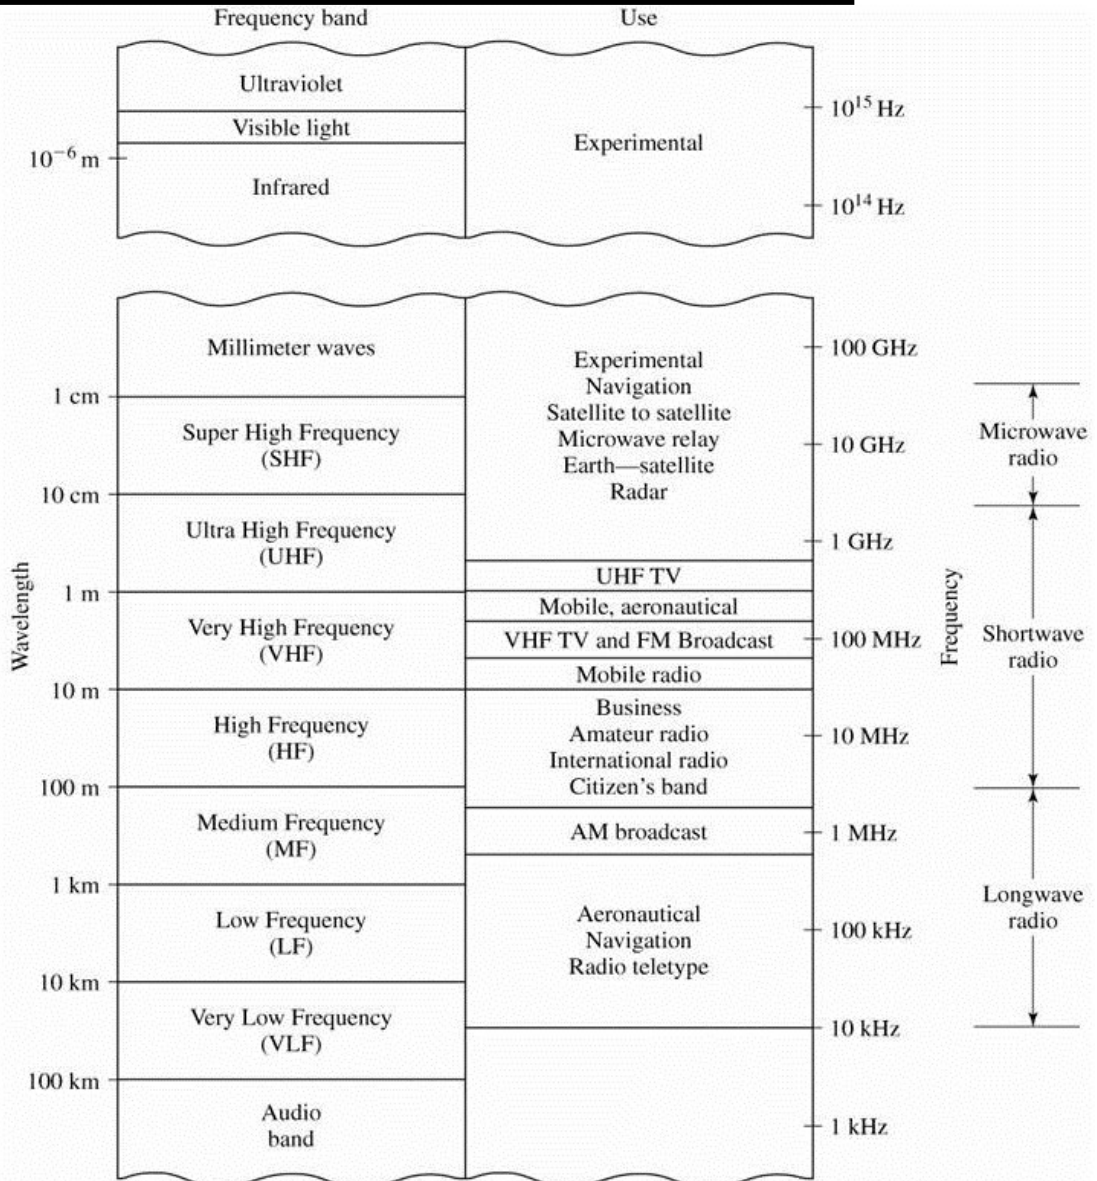 Frequency band
Use
Ultraviolet
Visible light
Infrared
10⁻⁶ m
Experimental
10¹⁵ Hz
10¹⁴ Hz
Millimeter waves
1 cm
Super High Frequency
(SHF)
10 cm
Ultra High Frequency
(UHF)
1 m
Very High Frequency
(VHF)
10 m
High Frequency
(HF)
100 m
Medium Frequency
(MF)
1 km
Low Frequency
(LF)
10 km
Very Low Frequency
(VLF)
100 km
Audio
band
Wavelength
Experimental
Navigation
Satellite to satellite
Microwave relay
Earth—satellite
Radar
UHF TV
Mobile, aeronautical
VHF TV and FM Broadcast
Mobile radio
Business
Amateur radio
International radio
Citizen's band
AM broadcast
Aeronautical
Navigation
Radio teletype
100 GHz
10 GHz
1 GHz
100 MHz
10 MHz
1 MHz
100 kHz
10 kHz
1 kHz
Frequency
Microwave
radio
Shortwave
radio
Longwave
radio